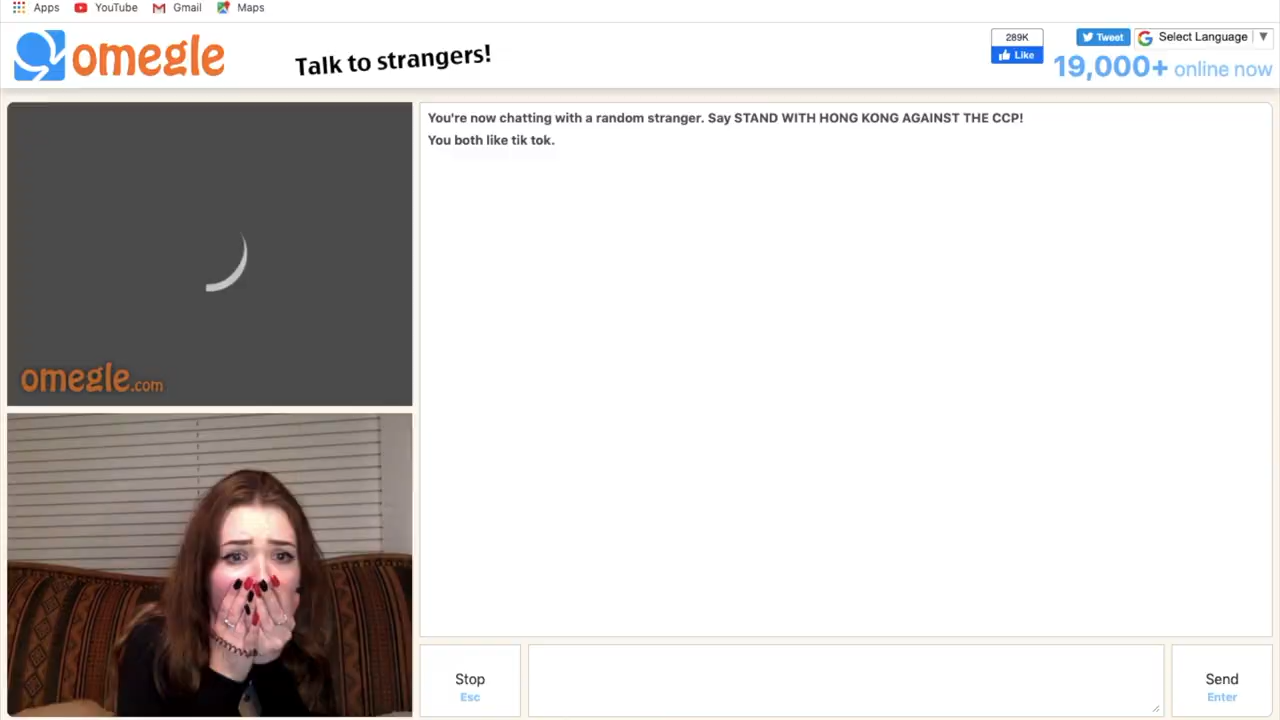 Apps YouTube Gmail Maps
omegle Talk to strangers!
289K
Like
Tweet
Select Language ▼
19,000+ online now
You're now chatting with a random stranger. Say STAND WITH HONG KONG AGAINST THE CCP!
You both like tik tok.
omegle.com
Stop
Esc
Send
Enter